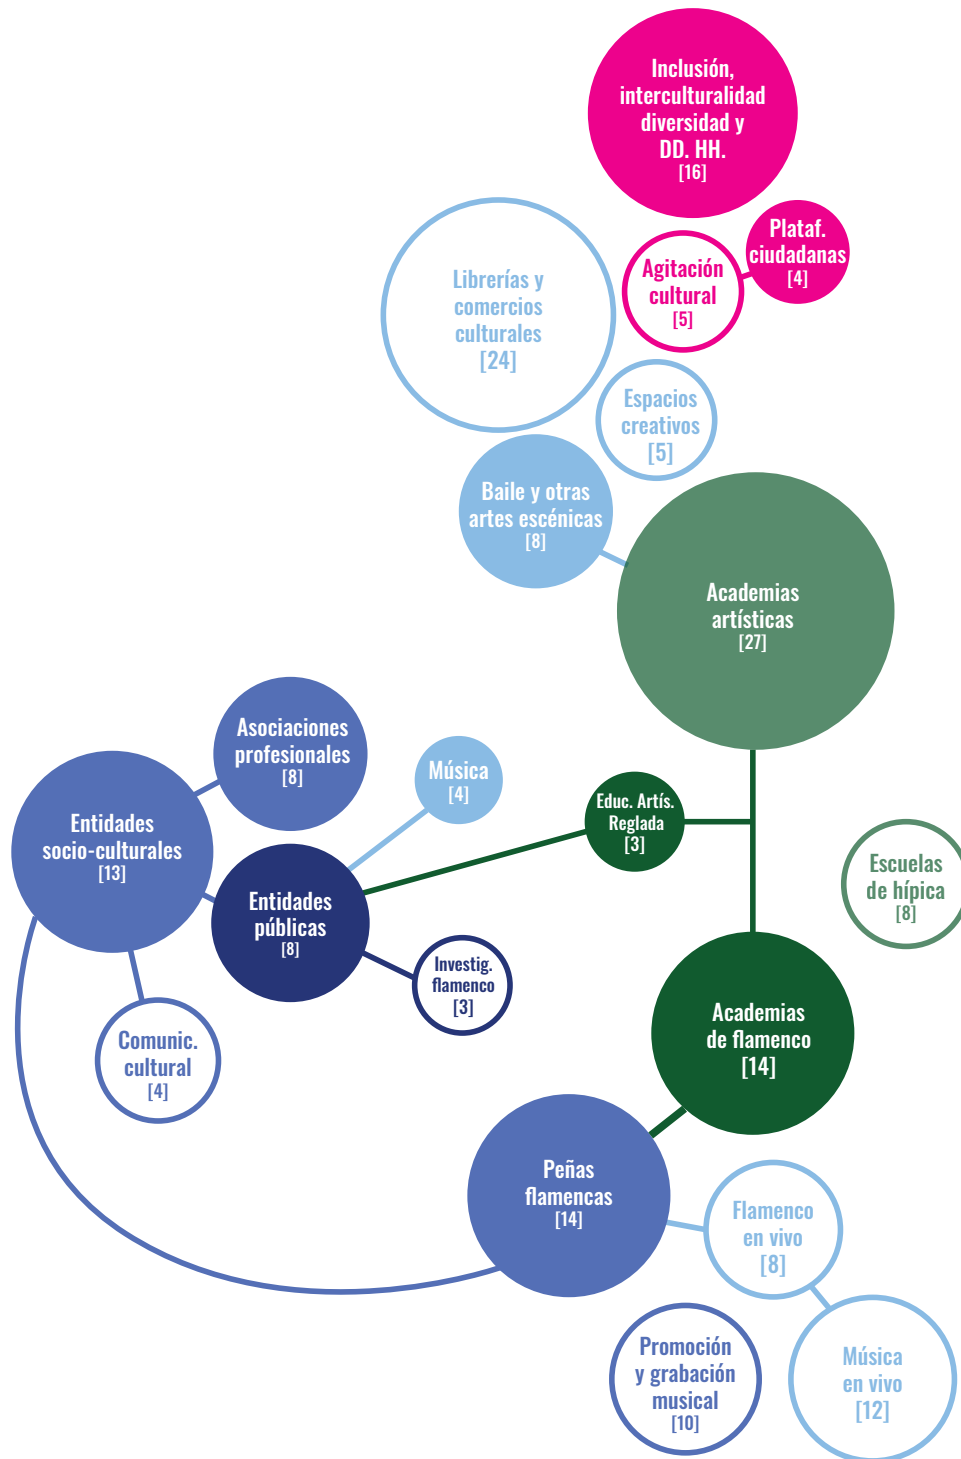 Inclusión,
interculturalidad
diversidad y
DD. HH.
[16]
Plataf.
ciudadanas
[4]
Agitación
cultural
[5]
Librerías y
comercios
culturales
[24]
Espacios
creativos
[5]
Baile y otras
artes escénicas
[8]
Academias
artísticas
[27]
Asociaciones
profesionales
[8]
Música
[4]
Educ. Artís.
Reglada
[3]
Entidades
socio-culturales
[13]
Escuelas
de hípica
[8]
Entidades
públicas
[8]
Investig.
flamenco
[3]
Academias
de flamenco
[14]
Comunic.
cultural
[4]
Peñas
flamencas
[14]
Flamenco
en vivo
[8]
Promoción
y grabación
musical
[10]
Música
en vivo
[12]